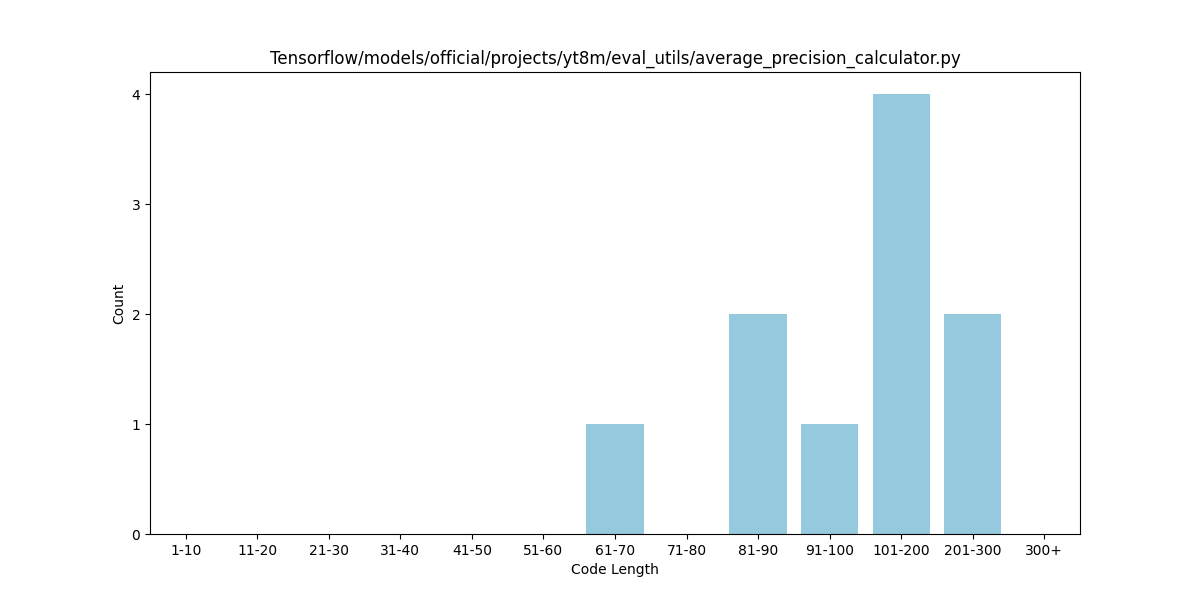 Tensorflow/models/official/projects/yt8m/eval_utils/average_precision_calculator.py
4
3
2
1
0
Count
1-10 11-20 21-30 31-40 41-50 51-60 61-70 71-80 81-90 91-100 101-200 201-300 300+
Code Length